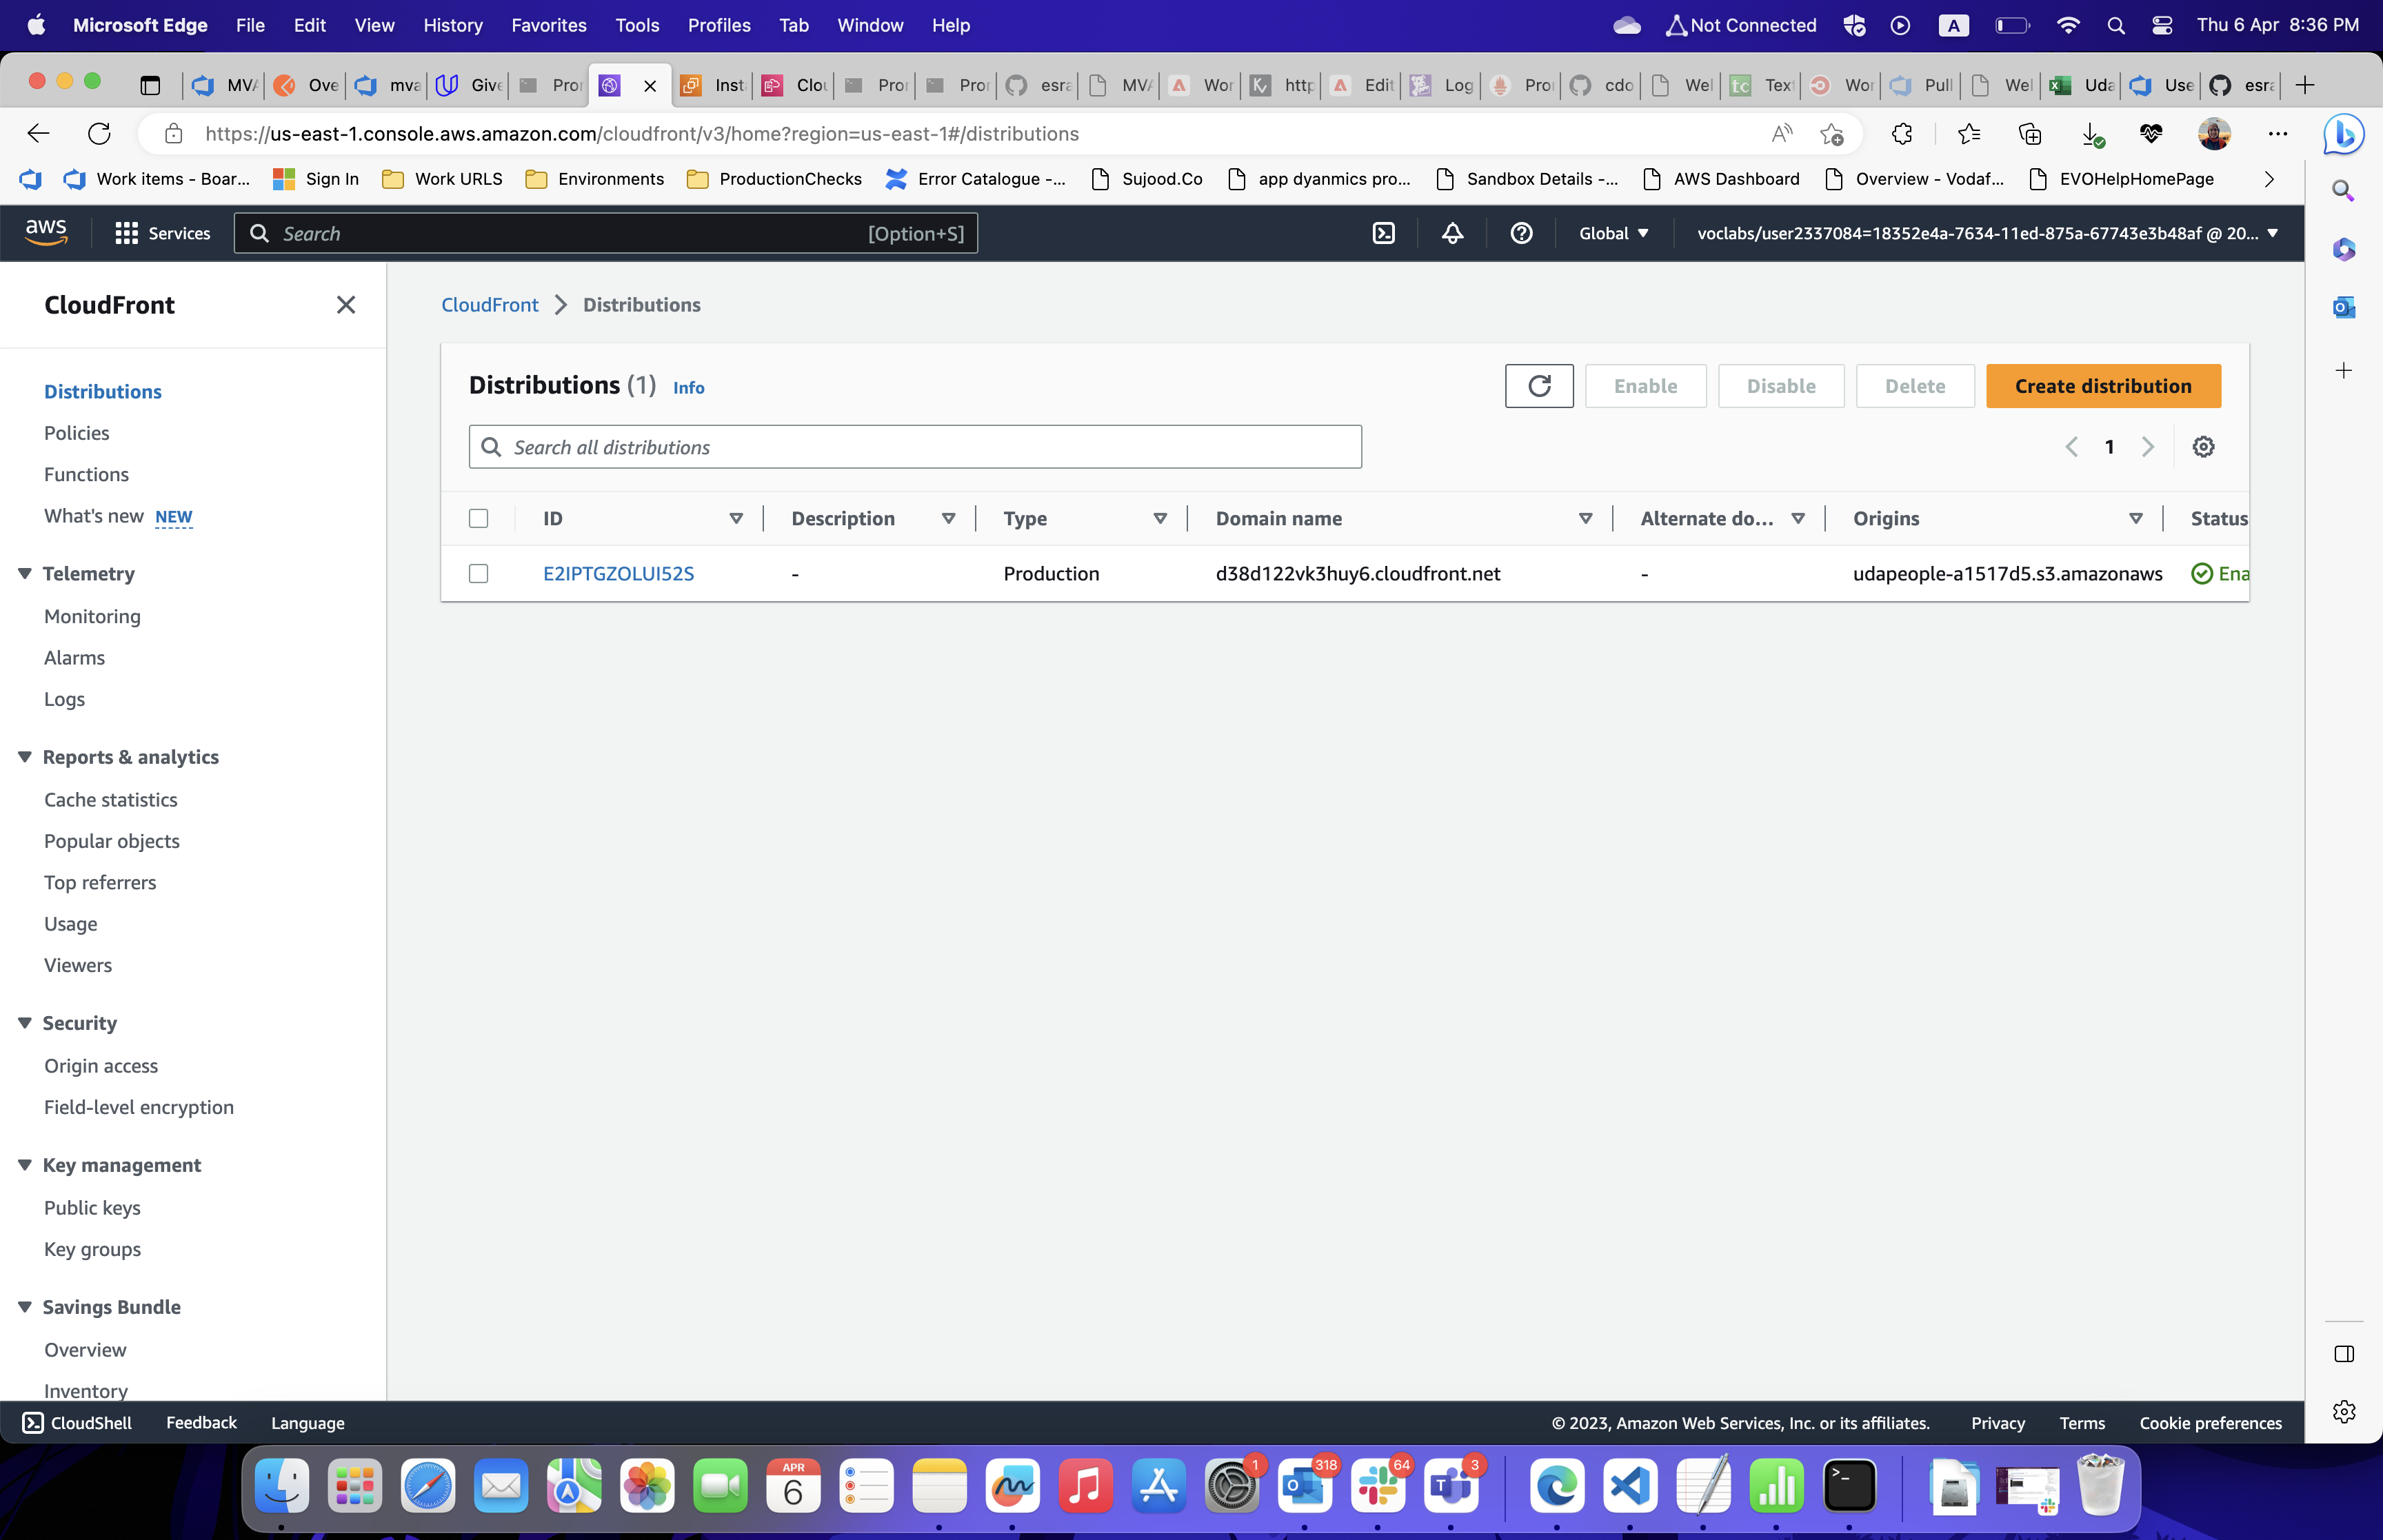 Microsoft Edge File Edit View History Favorites Tools Profiles Tab Window Help Not Connected A Thu 6 Apr 8:36 PM
MVA Ove mva Give Pror Inst Clou Pror Pror esra MVA Wor http Edit Log Pro cdo Wel Text Wor Pull Wel Uda Use esra
https://us-east-1.console.aws.amazon.com/cloudfront/v3/home?region=us-east-1#/distributions
Work items - Boar... Sign In Work URLS Environments ProductionChecks Error Catalogue -... Sujood.Co app dyanmics pro... Sandbox Details -... AWS Dashboard Overview - Vodaf... EVOHelpHomePage
aws Services Search [Option+S] Global voclabs/user2337084=18352e4a-7634-11ed-875a-67743e3b48af @ 20...
CloudFront
Distributions
Policies
Functions
What's new NEW
Telemetry
Monitoring
Alarms
Logs
Reports & analytics
Cache statistics
Popular objects
Top referrers
Usage
Viewers
Security
Origin access
Field-level encryption
Key management
Public keys
Key groups
Savings Bundle
Overview
Inventory
CloudFront Distributions
Distributions (1) Info Enable Disable Delete Create distribution
Search all distributions 1
ID Description Type Domain name Alternate do... Origins Status
E2IPTGZOLUI52S - Production d38d122vk3huy6.cloudfront.net - udapeople-a1517d5.s3.amazonaws Ena
CloudShell Feedback Language © 2023, Amazon Web Services, Inc. or its affiliates. Privacy Terms Cookie preferences
APR
6
1 318 64 3